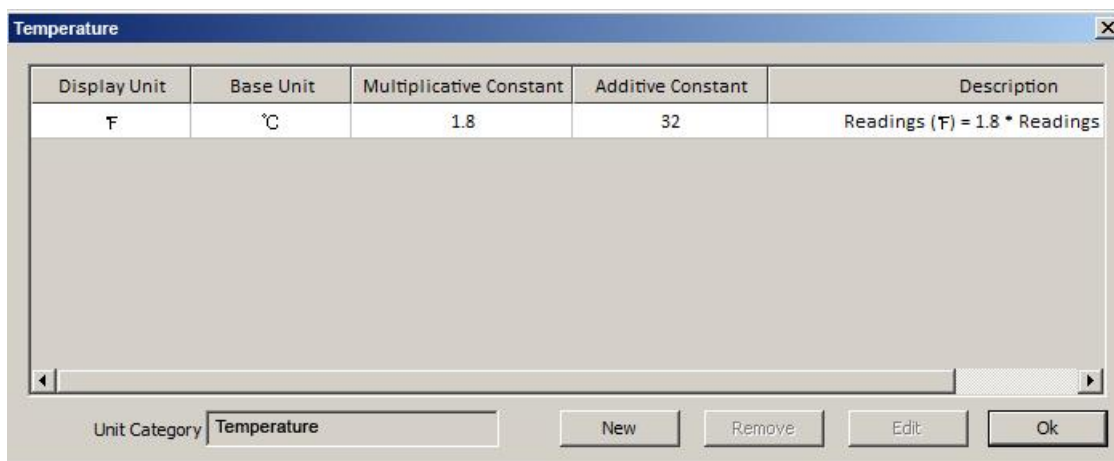 Temperature
Display Unit Base Unit Multiplicative Constant Additive Constant Description
℉ ℃ 1.8 32 Readings (℉) = 1.8 * Readings
Unit Category Temperature New Remove Edit Ok